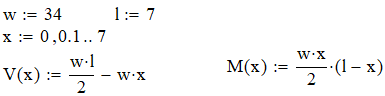 w := 34 l := 7
x := 0 , 0.1 .. 7
V(x) := w·l/2 − w·x M(x) := w·x/2 ·(l − x)